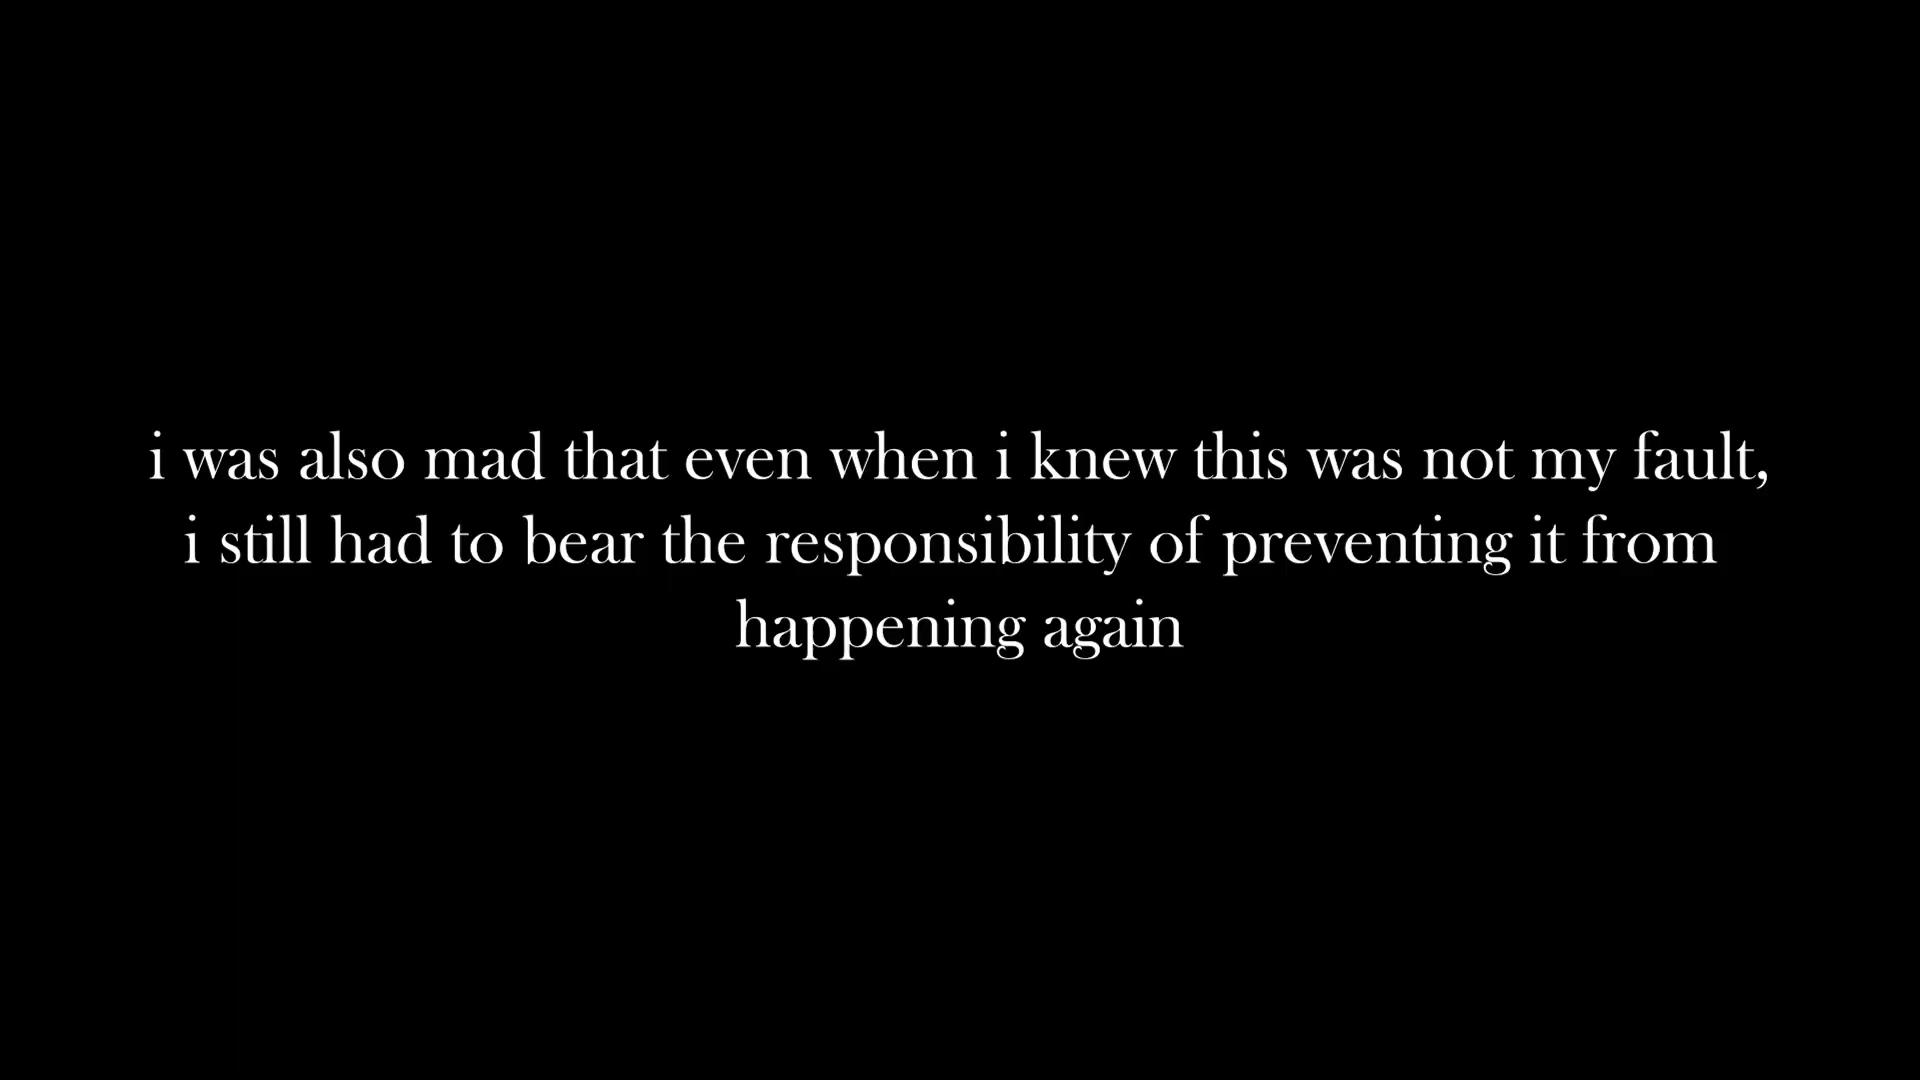 i was also mad that even when i knew this was not my fault,
i still had to bear the responsibility of preventing it from
happening again